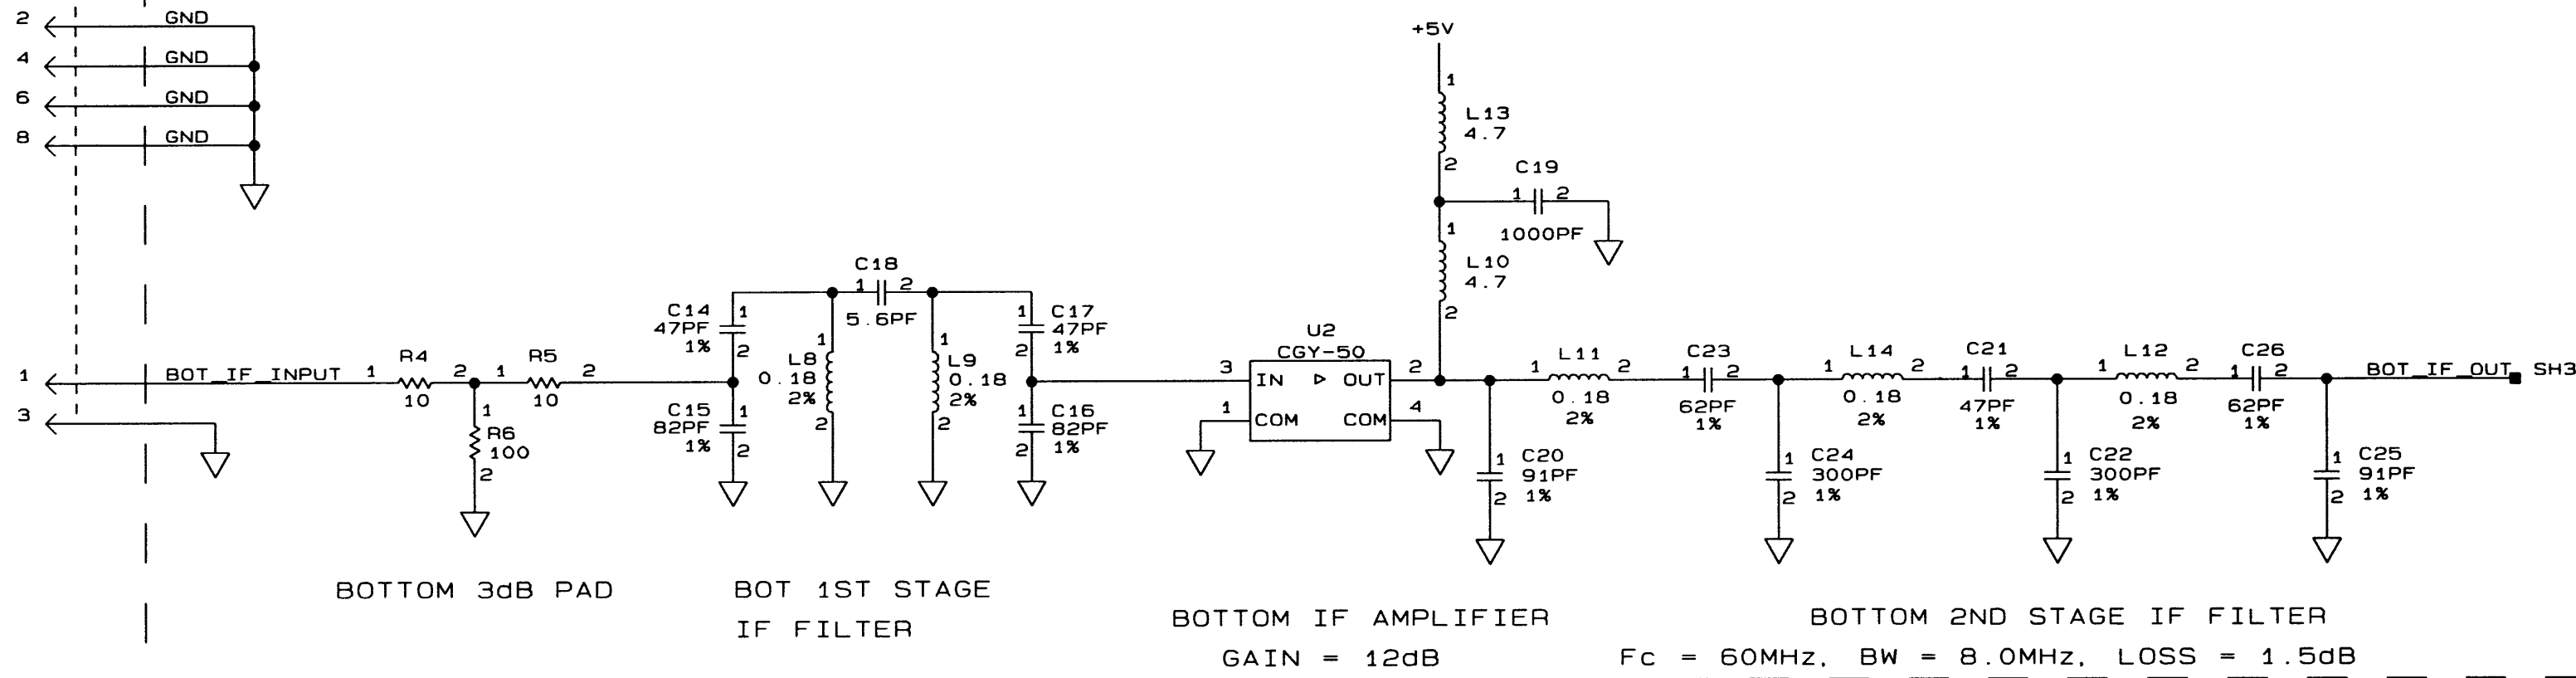 2 GND
4 GND
6 GND
8 GND
+5V
1
L13
4.7
2
C19
1 2
1000PF
1
L10
4.7
2
C18
1 2
5.6PF
C14 1
47PF
1% 2
1 C17
47PF
2 1%
1
L8
0.18
2%
2
1
L9
0.18
2%
2
C15 1
82PF
1% 2
1 C16
82PF
2 1%
1 BOT_IF_INPUT 1 R4 2 1 R5 2
10 10
3
1
R6
100
2
U2
CGY-50
3 IN OUT 2
1 COM COM 4
1 L11 2
0.18
2%
C23
1 2
62PF
1%
1 L14 2
0.18
2%
C21
1 2
47PF
1%
1 L12 2
0.18
2%
C26
1 2
62PF
1%
BOT_IF_OUT SH3
1 C20
91PF
2 1%
1 C24
300PF
2 1%
1 C22
300PF
2 1%
1 C25
91PF
2 1%
BOTTOM 3dB PAD
BOT 1ST STAGE
IF FILTER
BOTTOM IF AMPLIFIER
GAIN = 12dB
BOTTOM 2ND STAGE IF FILTER
Fc = 60MHz, BW = 8.0MHz, LOSS = 1.5dB